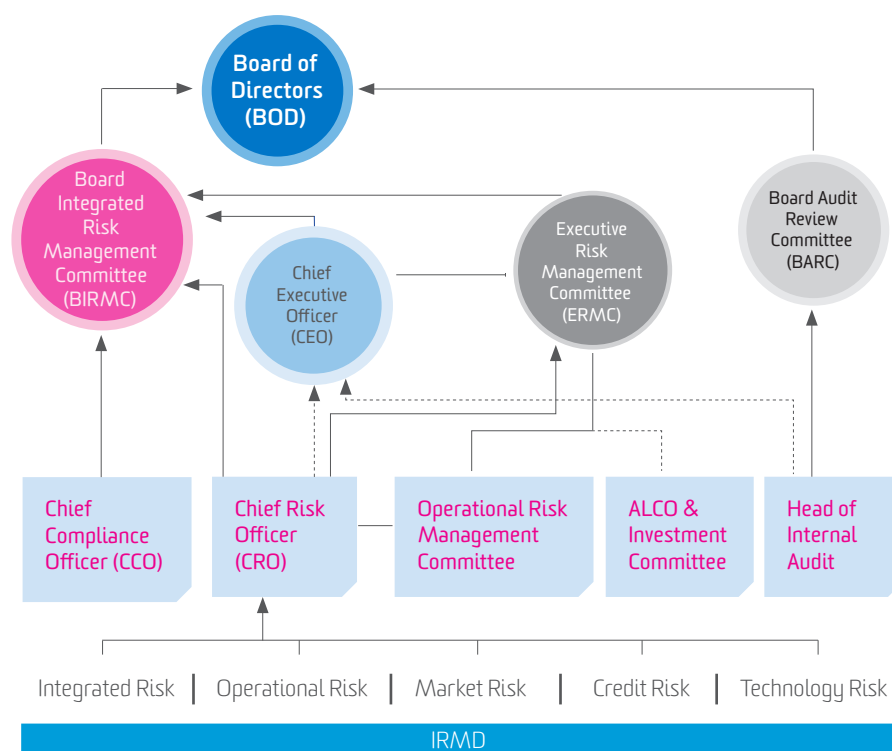 Board of
Directors
(BOD)
Board
Integrated
Risk
Management
Committee
(BIRMC)
Chief
Executive
Officer
(CEO)
Executive
Risk
Management
Committee
(ERMC)
Board Audit
Review
Committee
(BARC)
Chief
Compliance
Officer (CCO)
Chief Risk
Officer
(CRO)
Operational Risk
Management
Committee
ALCO &
Investment
Committee
Head of
Internal
Audit
Integrated Risk | Operational Risk | Market Risk | Credit Risk | Technology Risk
IRMD